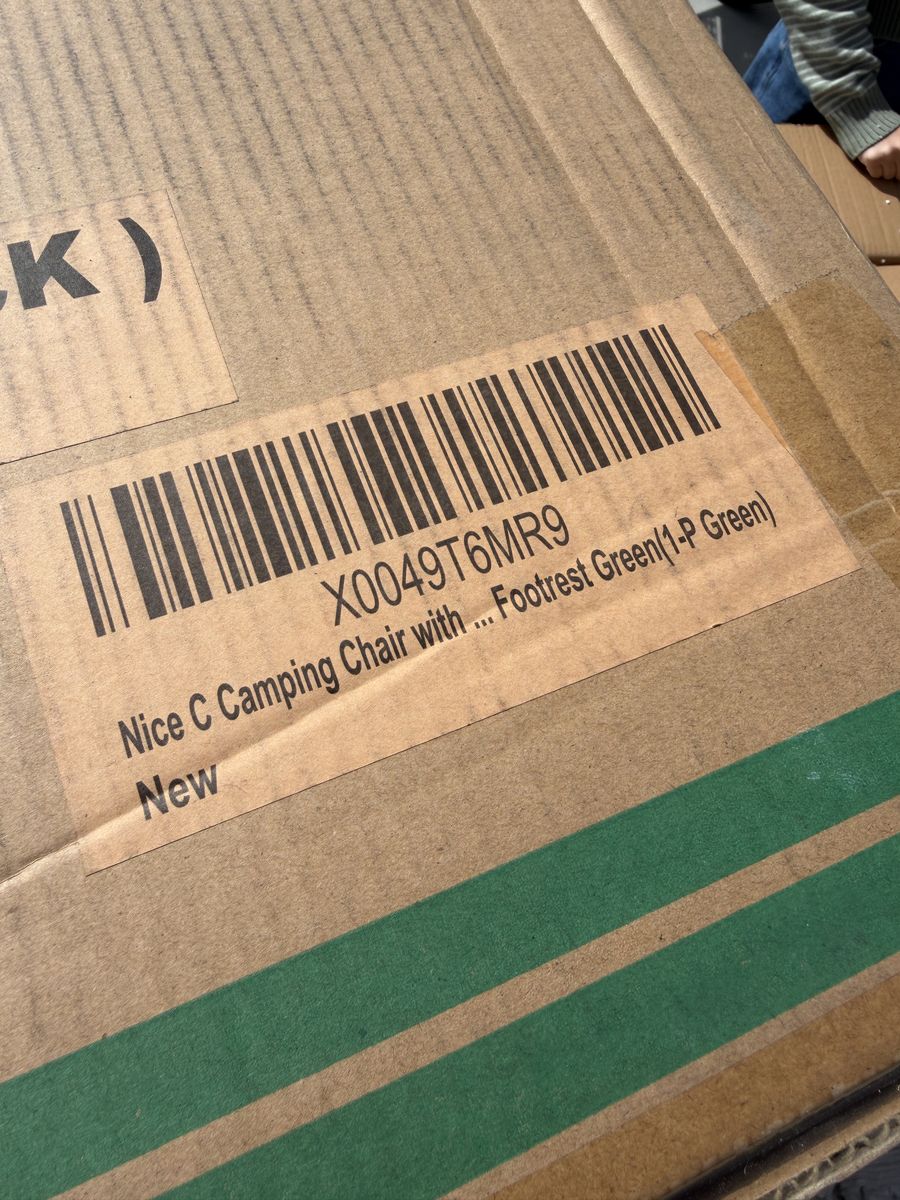 CK )
X0049T6MR9
Nice C Camping Chair with ... Footrest Green(1-P Green)
New